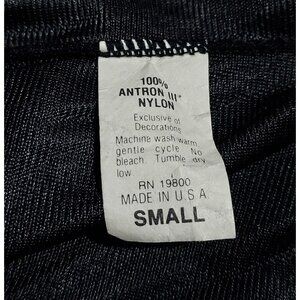 100%
ANTRON III*
NYLON
Exclusive of
Decorations
Machine wash warm
gentle cycle No
bleach. Tumble dry
low
RN 19800
MADE IN U.S.A
SMALL